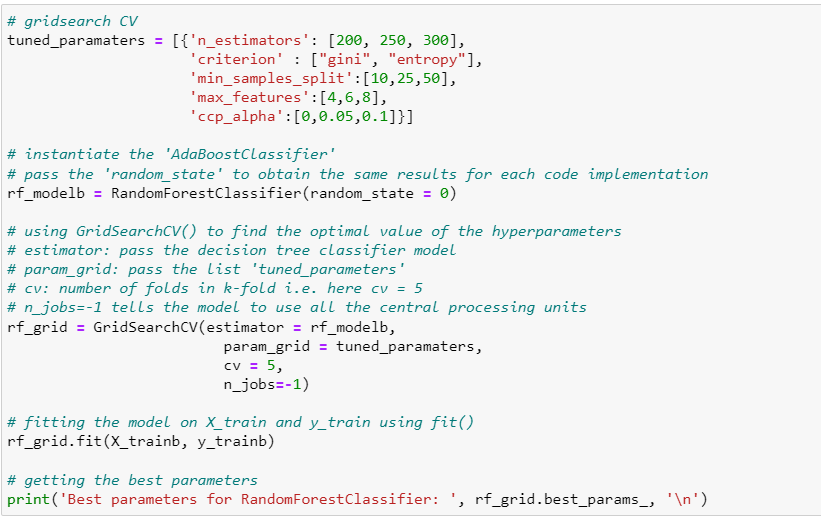 # gridsearch CV
tuned_paramaters = [{'n_estimators': [200, 250, 300],
                     'criterion' : ["gini", "entropy"],
                     'min_samples_split':[10,25,50],
                     'max_features':[4,6,8],
                     'ccp_alpha':[0,0.05,0.1]}]

# instantiate the 'AdaBoostClassifier'
# pass the 'random_state' to obtain the same results for each code implementation
rf_modelb = RandomForestClassifier(random_state = 0)

# using GridSearchCV() to find the optimal value of the hyperparameters
# estimator: pass the decision tree classifier model
# param_grid: pass the list 'tuned_parameters'
# cv: number of folds in k-fold i.e. here cv = 5
# n_jobs=-1 tells the model to use all the central processing units
rf_grid = GridSearchCV(estimator = rf_modelb,
                         param_grid = tuned_paramaters,
                         cv = 5,
                         n_jobs=-1)

# fitting the model on X_train and y_train using fit()
rf_grid.fit(X_trainb, y_trainb)

# getting the best parameters
print('Best parameters for RandomForestClassifier: ', rf_grid.best_params_, '\n')